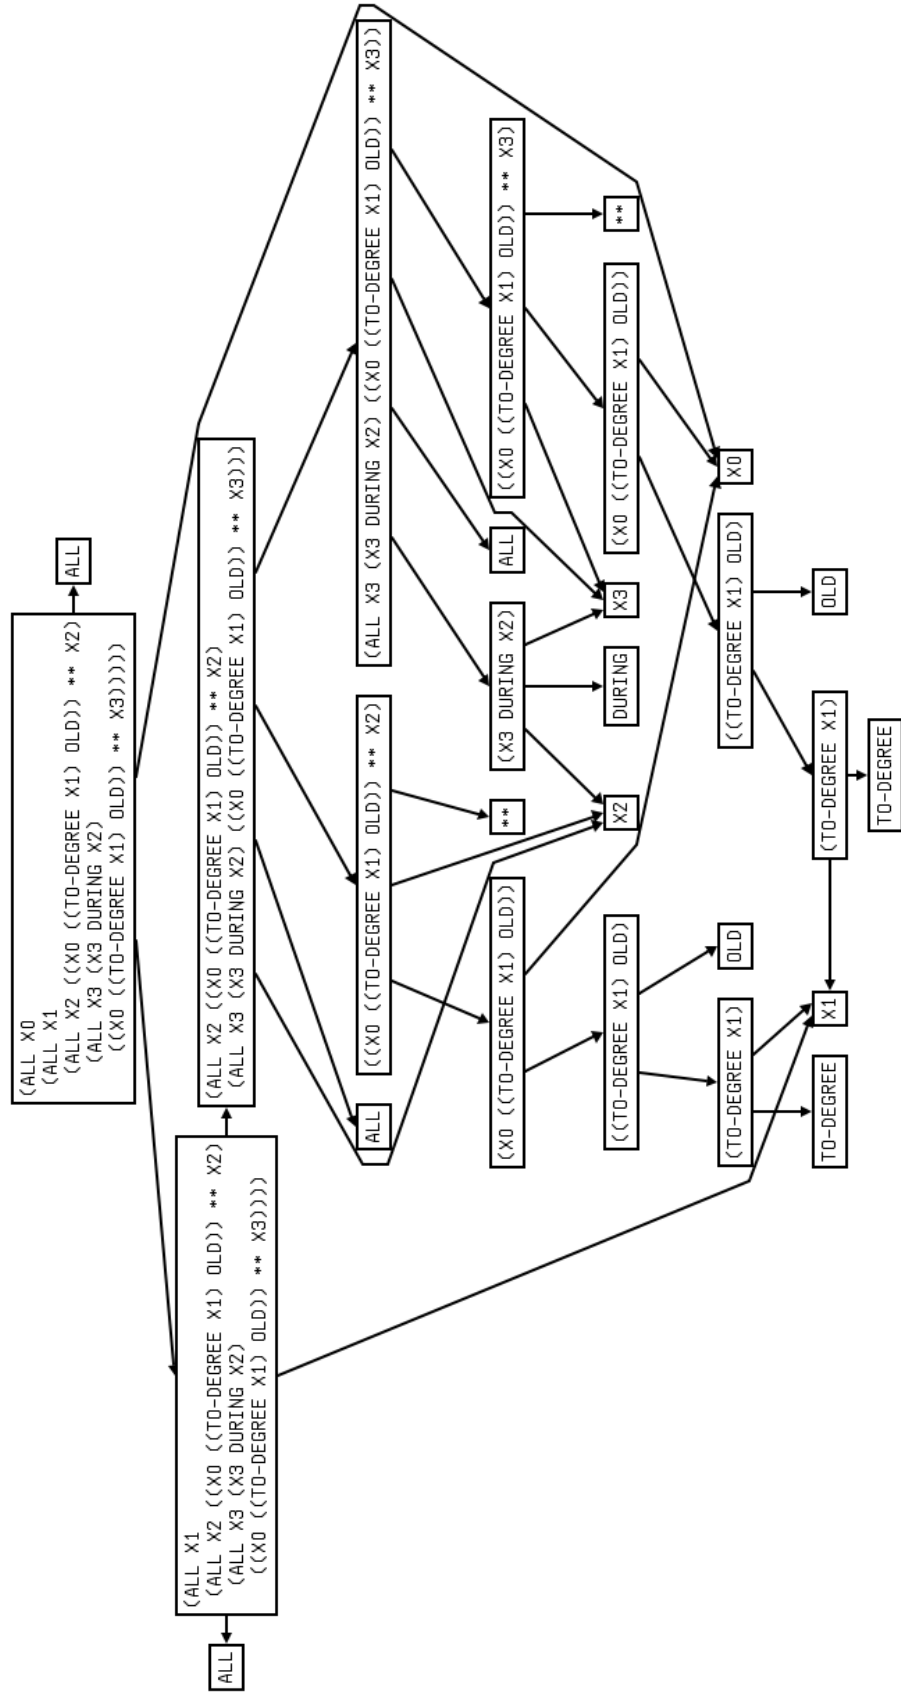 (ALL X0
(ALL X1
(ALL X2 ((X0 ((TO-DEGREE X1) OLD)) ** X2)
(ALL X3 (X3 DURING X2)
((X0 ((TO-DEGREE X1) OLD)) ** X3)))))
ALL
ALL
(ALL X1
(ALL X2 ((X0 ((TO-DEGREE X1) OLD)) ** X2)
(ALL X3 (X3 DURING X2)
((X0 ((TO-DEGREE X1) OLD)) ** X3))))
(ALL X2 ((X0 ((TO-DEGREE X1) OLD)) ** X2)
(ALL X3 (X3 DURING X2) ((X0 ((TO-DEGREE X1) OLD)) ** X3)))
ALL
((X0 ((TO-DEGREE X1) OLD)) ** X2)
(ALL X3 (X3 DURING X2) ((X0 ((TO-DEGREE X1) OLD)) ** X3))
(X0 ((TO-DEGREE X1) OLD))
**
(X3 DURING X2)
ALL
((X0 ((TO-DEGREE X1) OLD)) ** X3)
((TO-DEGREE X1) OLD)
X2
DURING
X3
(X0 ((TO-DEGREE X1) OLD))
**
(TO-DEGREE X1)
OLD
((TO-DEGREE X1) OLD)
X0
TO-DEGREE
X1
(TO-DEGREE X1)
OLD
TO-DEGREE